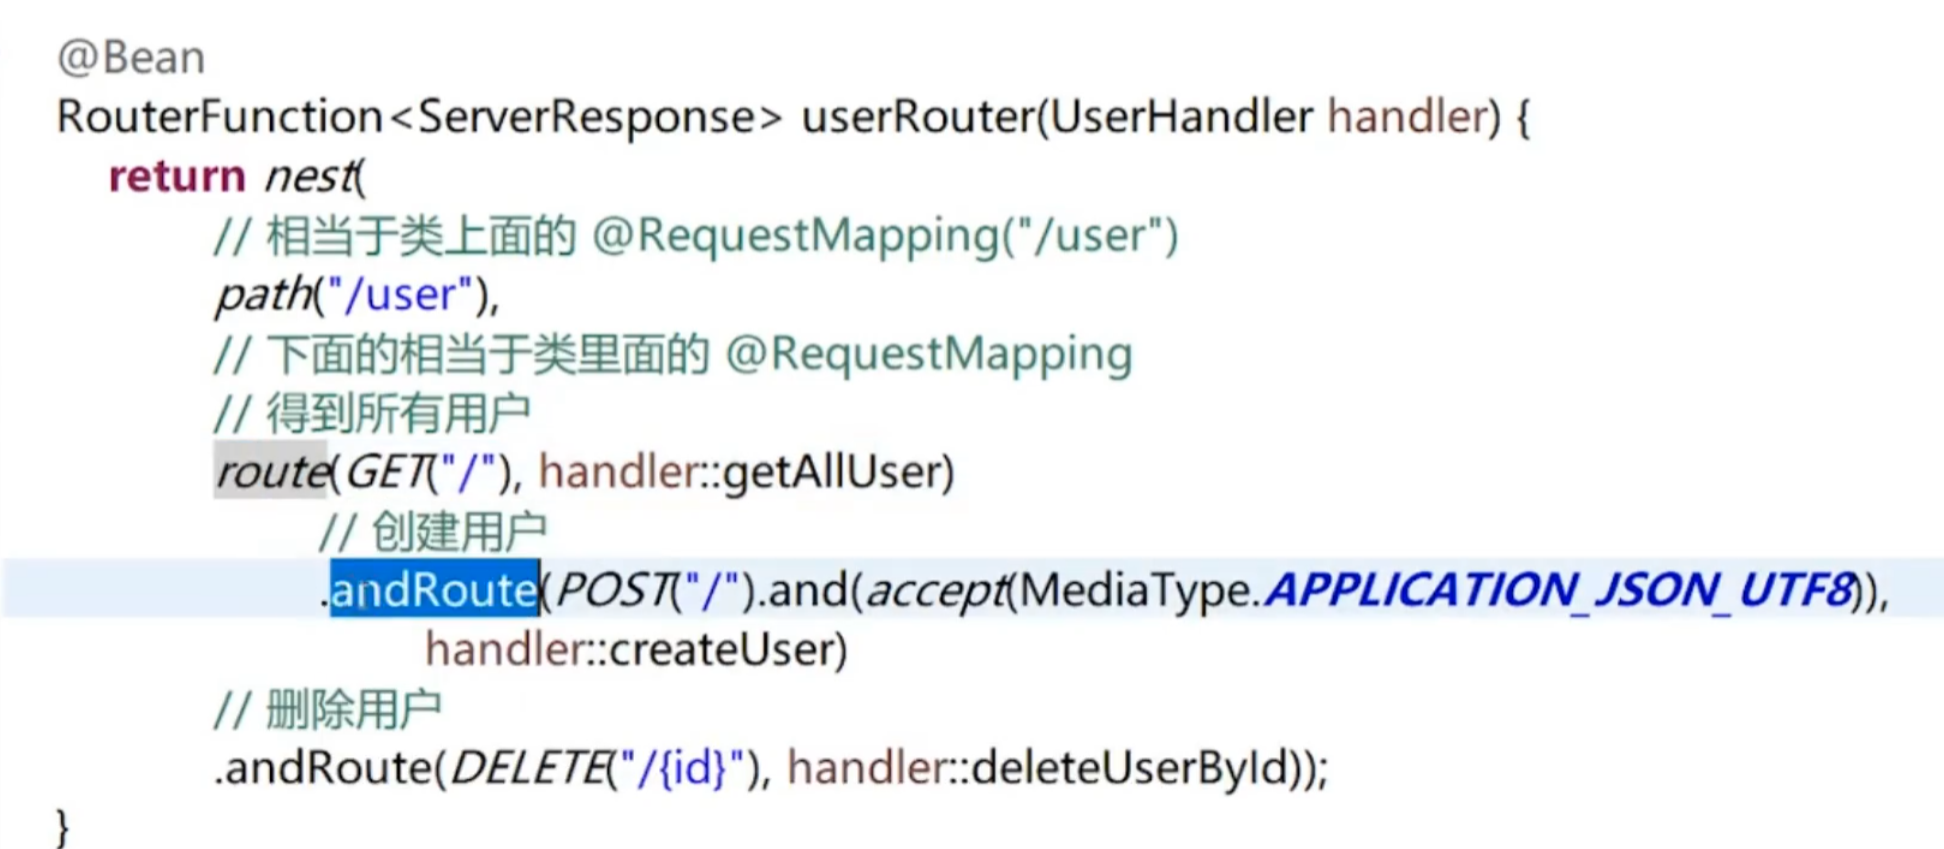 @Bean
RouterFunction<ServerResponse> userRouter(UserHandler handler) {
return nest(
// 相当于类上面的 @RequestMapping("/user")
path("/user"),
// 下面的相当于类里面的 @RequestMapping
// 得到所有用户
route(GET("/"), handler::getAllUser)
// 创建用户
.andRoute(POST("/").and(accept(MediaType.APPLICATION_JSON_UTF8)),
handler::createUser)
// 删除用户
.andRoute(DELETE("/{id}"), handler::deleteUserById));
}